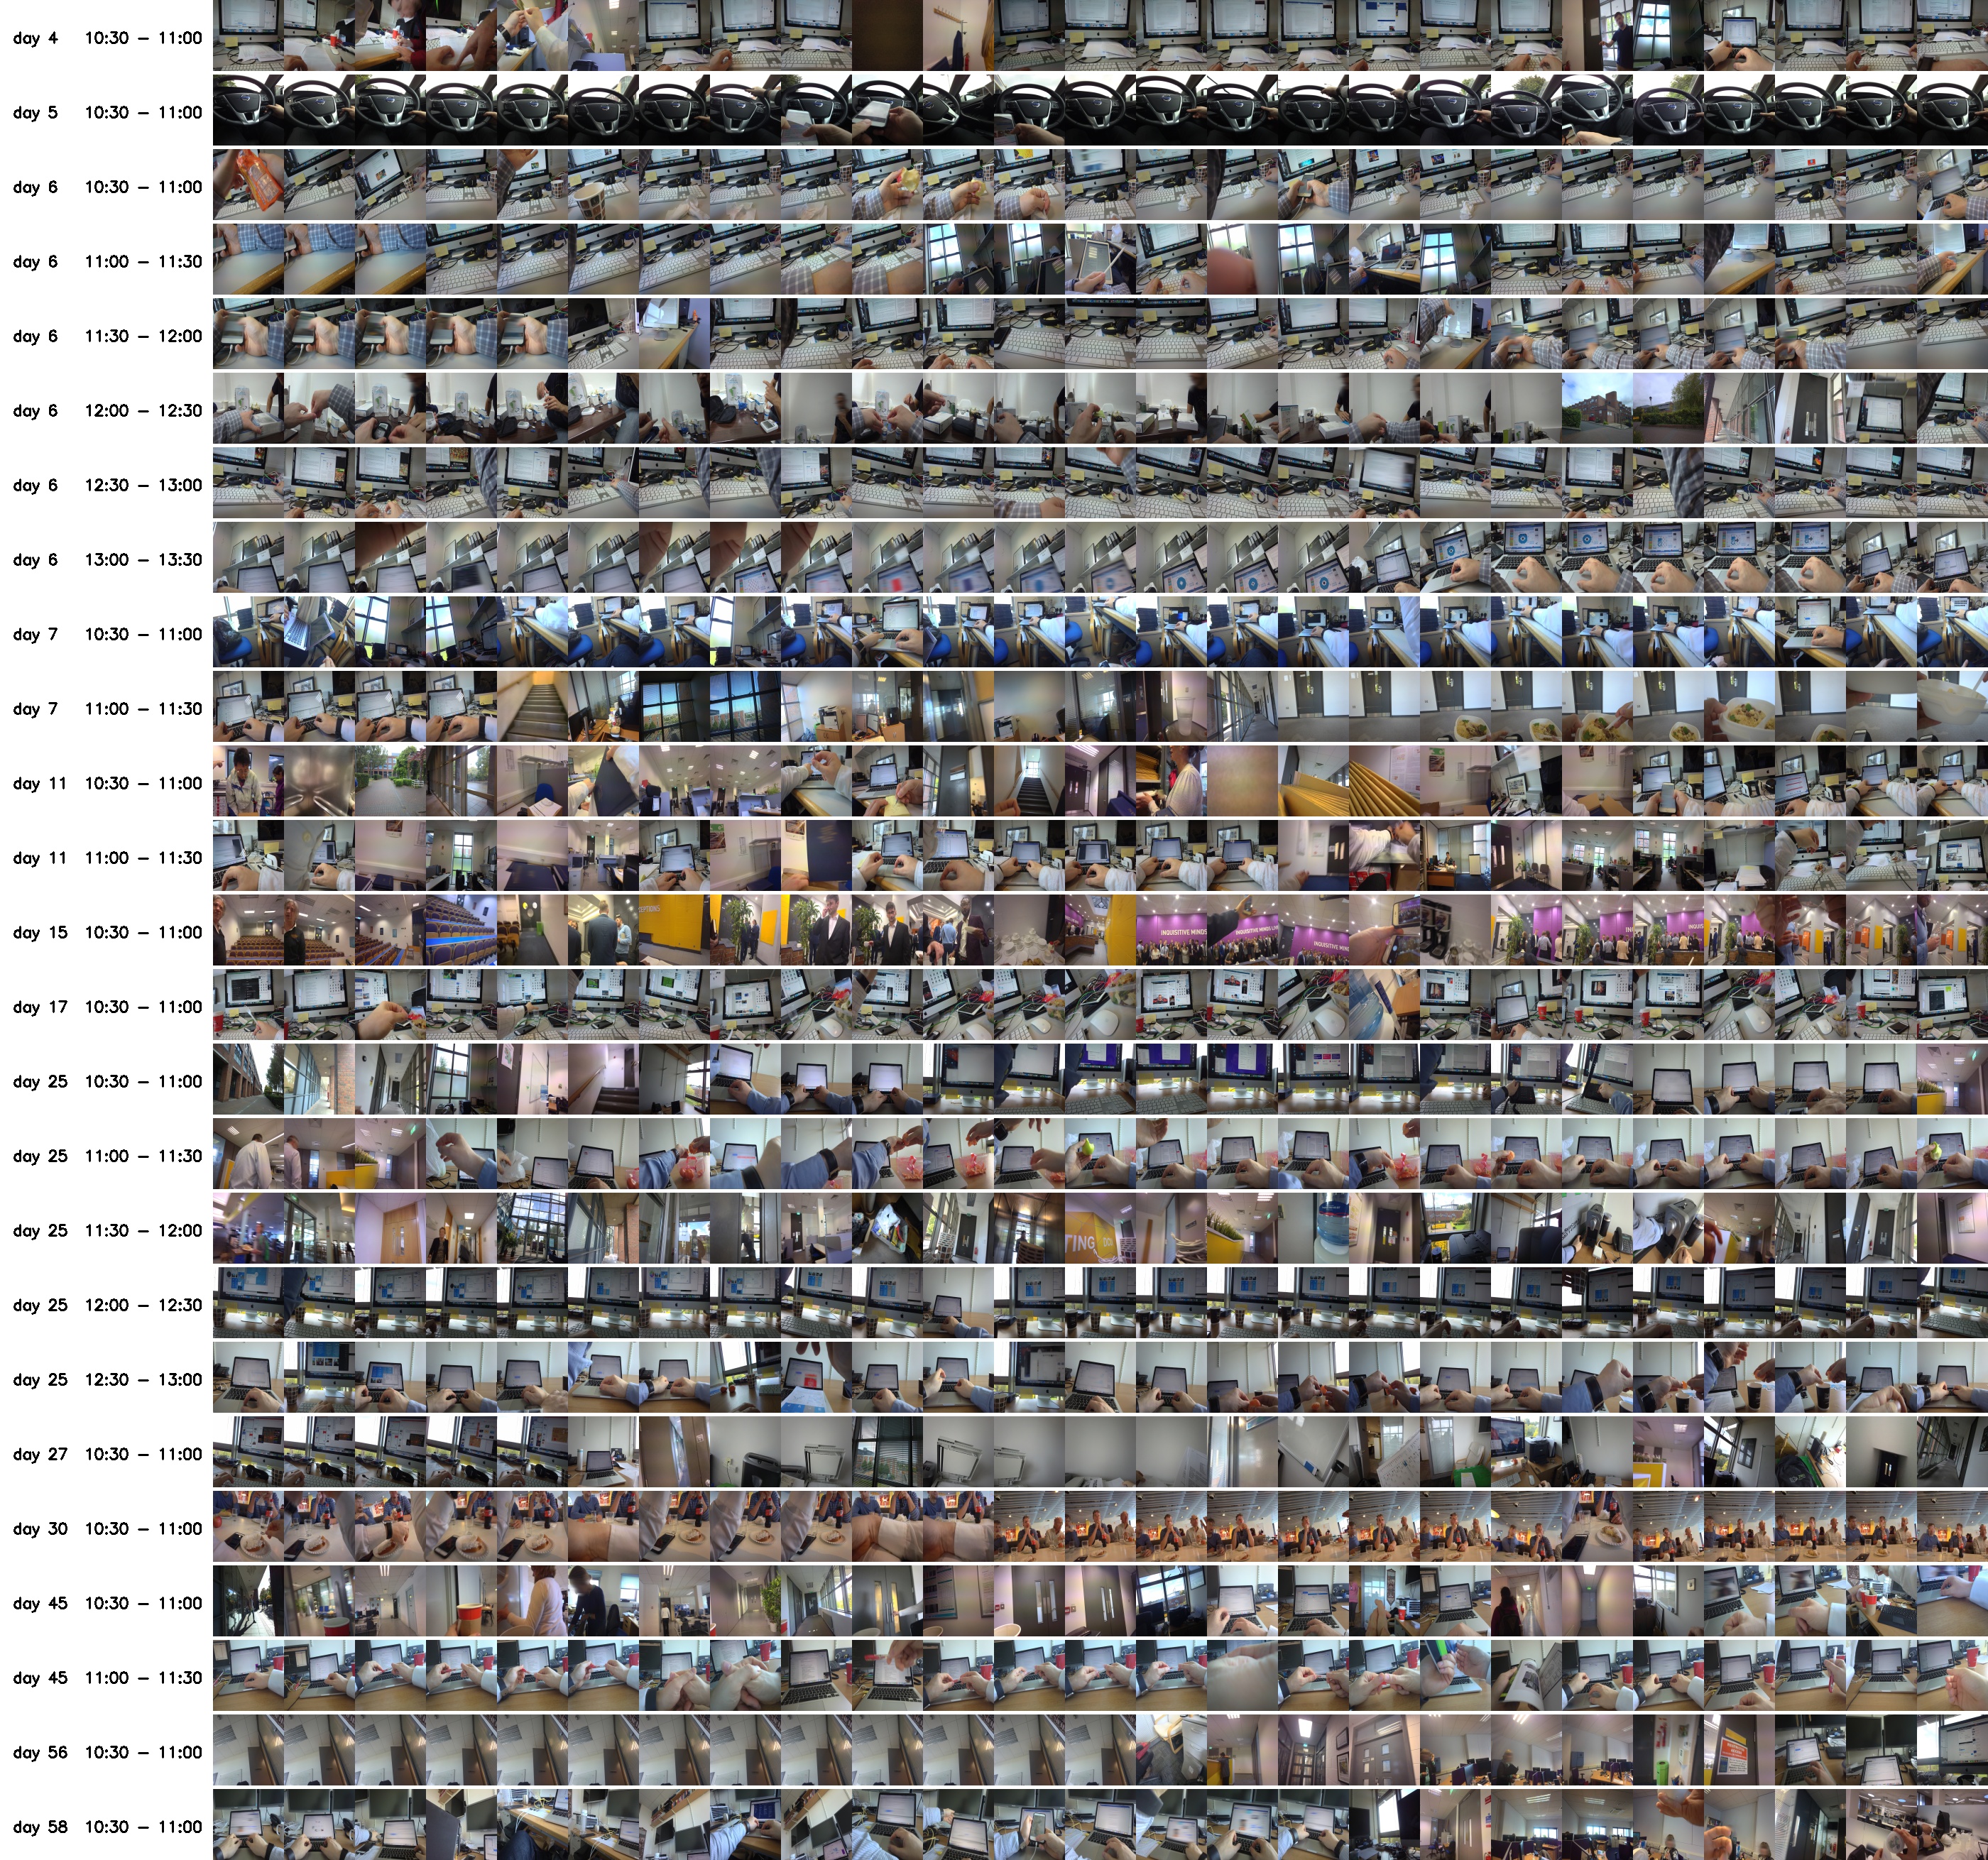 day 4 10:30 - 11:00
day 5 10:30 - 11:00
day 6 10:30 - 11:00
day 6 11:00 - 11:30
day 6 11:30 - 12:00
day 6 12:00 - 12:30
day 6 12:30 - 13:00
day 6 13:00 - 13:30
day 7 10:30 - 11:00
day 7 11:00 - 11:30
day 11 10:30 - 11:00
day 11 11:00 - 11:30
day 15 10:30 - 11:00
INQUISITIVE MINDS
INQUISITIVE MINDS
day 17 10:30 - 11:00
day 25 10:30 - 11:00
day 25 11:00 - 11:30
day 25 11:30 - 12:00
day 25 12:00 - 12:30
day 25 12:30 - 13:00
day 27 10:30 - 11:00
day 30 10:30 - 11:00
day 45 10:30 - 11:00
day 45 11:00 - 11:30
day 56 10:30 - 11:00
day 58 10:30 - 11:00